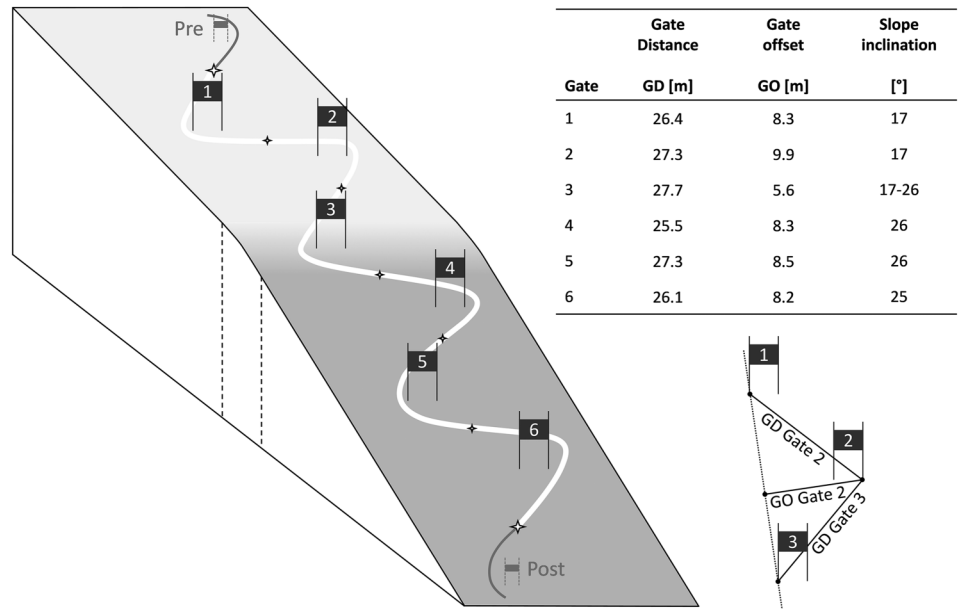 Pre
1
2
3
4
5
6
Post
Gate Gate Slope
Distance offset inclination
Gate GD [m] GO [m] [°]
1 26.4 8.3 17
2 27.3 9.9 17
3 27.7 5.6 17-26
4 25.5 8.3 26
5 27.3 8.5 26
6 26.1 8.2 25
1
GD Gate 2
2
GO Gate 2
GD Gate 3
3